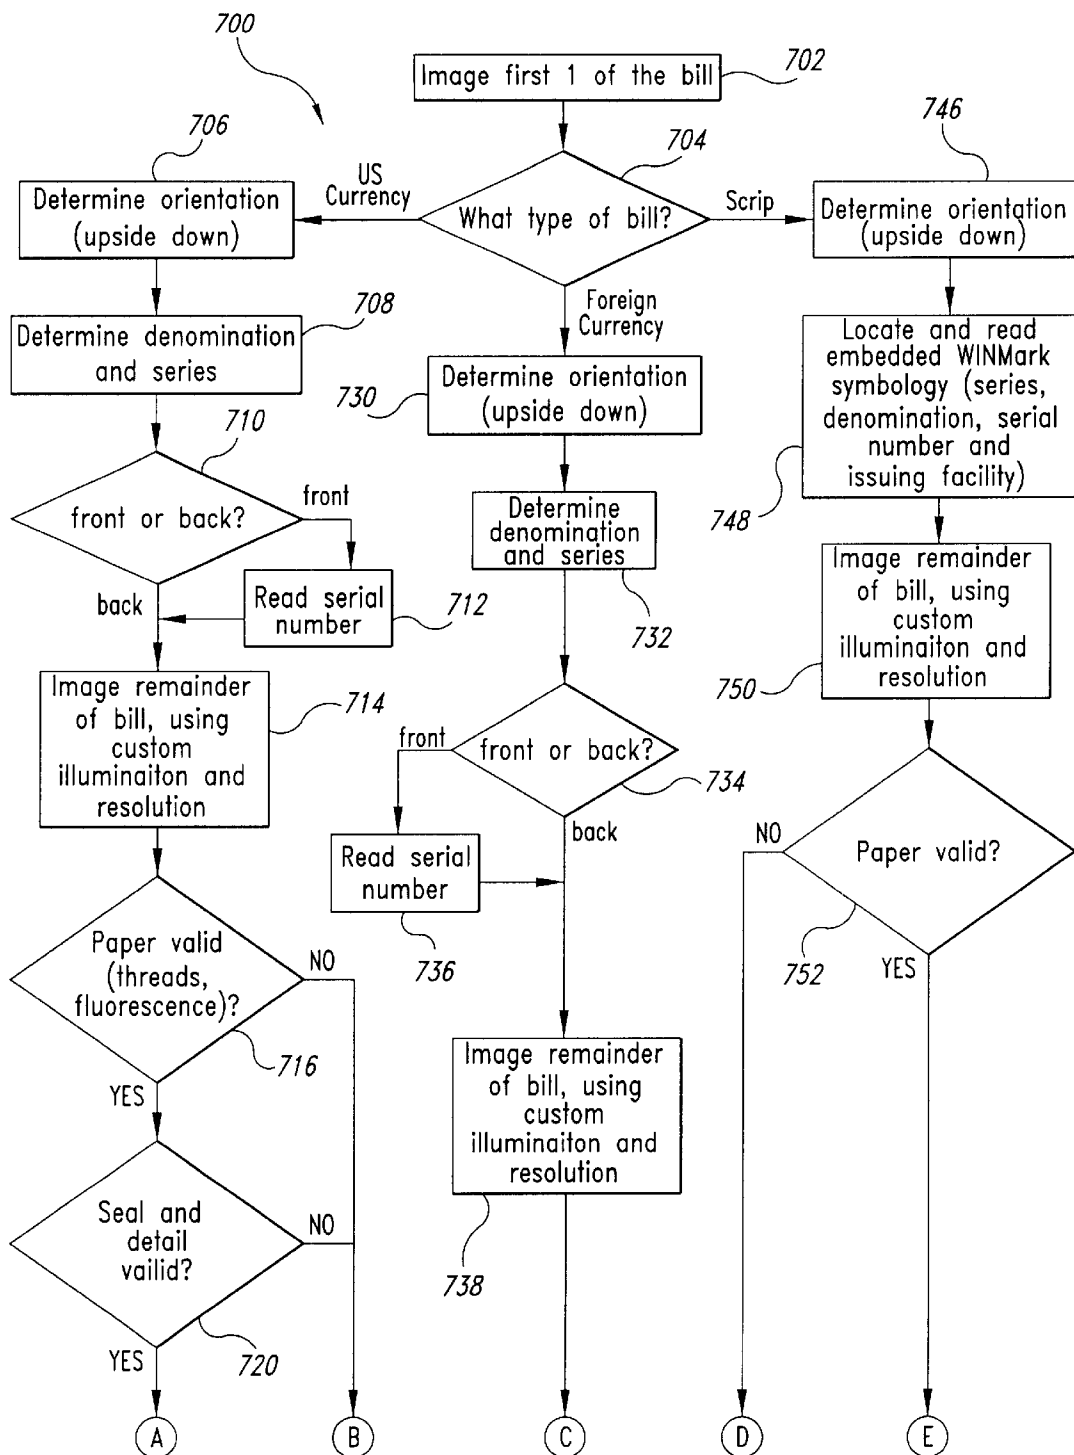 700
Image first 1 of the bill
702
704
What type of bill?
US
Currency
Scrip
Foreign
Currency
706
Determine orientation
(upside down)
708
Determine denomination
and series
710
front or back?
front
back
Read serial
number
712
Image remainder
of bill, using
custom
illuminaiton and
resolution
714
Paper valid
(threads,
fluorescence)?
716
NO
YES
Seal and
detail
vailid?
720
NO
YES
A
B
Determine orientation
(upside down)
730
Determine
denomination
and series
732
front or back?
734
front
back
Read serial
number
736
Image remainder
of bill, using
custom
illuminaiton and
resolution
738
C
746
Determine orientation
(upside down)
Locate and read
embedded WINMark
symbology (series,
denomination, serial
number and
issuing facility)
748
Image remainder
of bill, using
custom
illuminaiton and
resolution
750
Paper valid?
752
NO
YES
D
E